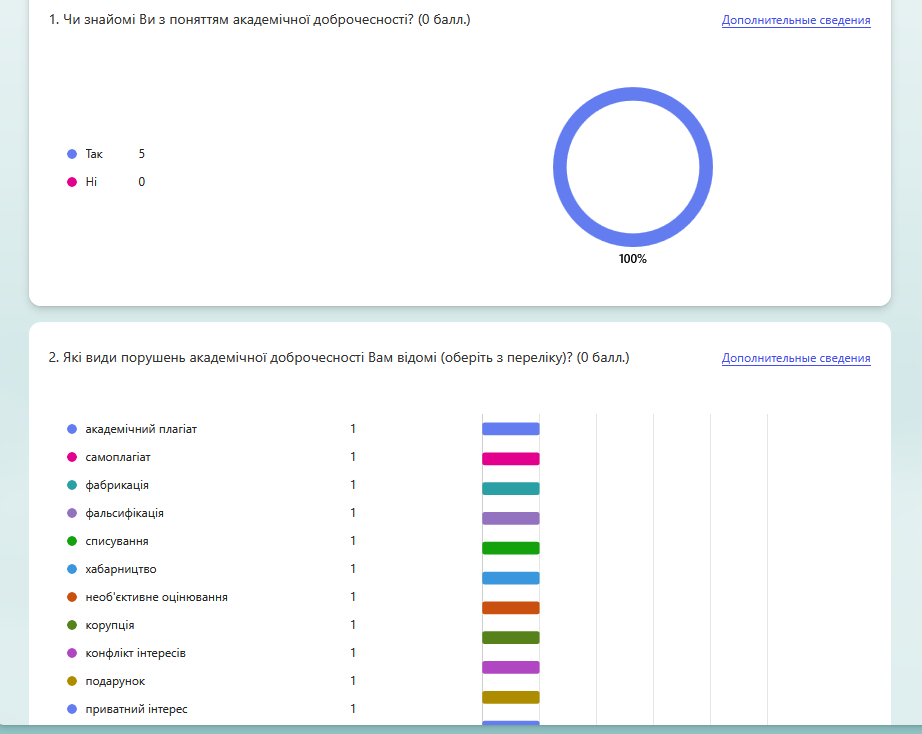 1. Чи знайомі Ви з поняттям академічної доброчесності? (0 балл.)
Дополнительные сведения
Так 5
Ні 0
100%
2. Які види порушень академічної доброчесності Вам відомі (оберіть з переліку)? (0 балл.)
Дополнительные сведения
академічний плагіат 1
самоплагіат 1
фабрикація 1
фальсифікація 1
списування 1
хабарництво 1
необ'єктивне оцінювання 1
корупція 1
конфлікт інтересів 1
подарунок 1
приватний інтерес 1